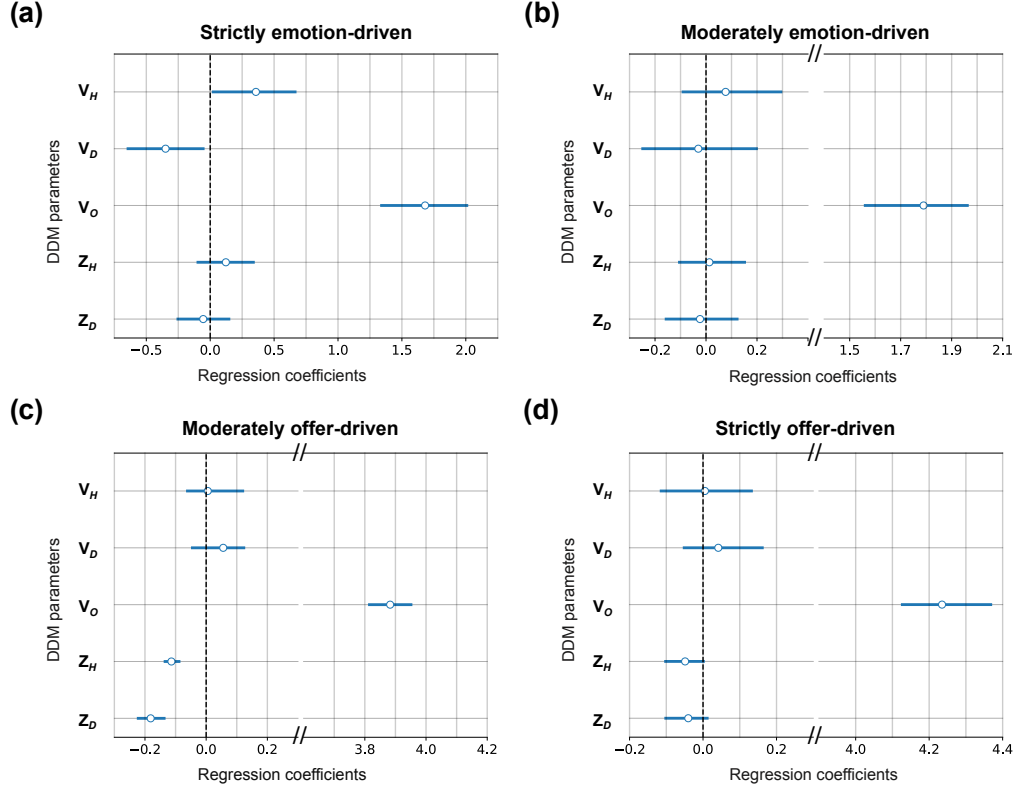 (a)
Strictly emotion-driven
DDM parameters
V_H
V_D
V_O
Z_H
Z_D
−0.5 0.0 0.5 1.0 1.5 2.0
Regression coefficients
(b)
Moderately emotion-driven
//
DDM parameters
V_H
V_D
V_O
Z_H
Z_D
//
−0.2 0.0 0.2 1.5 1.7 1.9 2.1
Regression coefficients
(c)
Moderately offer-driven
//
DDM parameters
V_H
V_D
V_O
Z_H
Z_D
//
−0.2 0.0 0.2 3.8 4.0 4.2
Regression coefficients
(d)
Strictly offer-driven
//
DDM parameters
V_H
V_D
V_O
Z_H
Z_D
//
−0.2 0.0 0.2 4.0 4.2 4.4
Regression coefficients